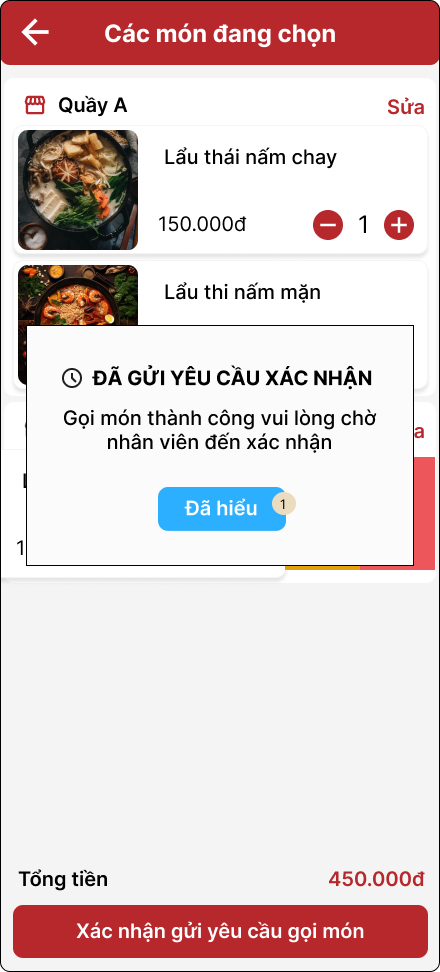 Các món đang chọn
Quầy A
Sửa
Lẩu thái nấm chay
150.000đ
1
Lẩu thi nấm mặn
ĐÃ GỬI YÊU CẦU XÁC NHẬN
Gọi món thành công vui lòng chờ
nhân viên đến xác nhận
Đã hiểu
1
a
1
Tổng tiền
450.000đ
Xác nhận gửi yêu cầu gọi món